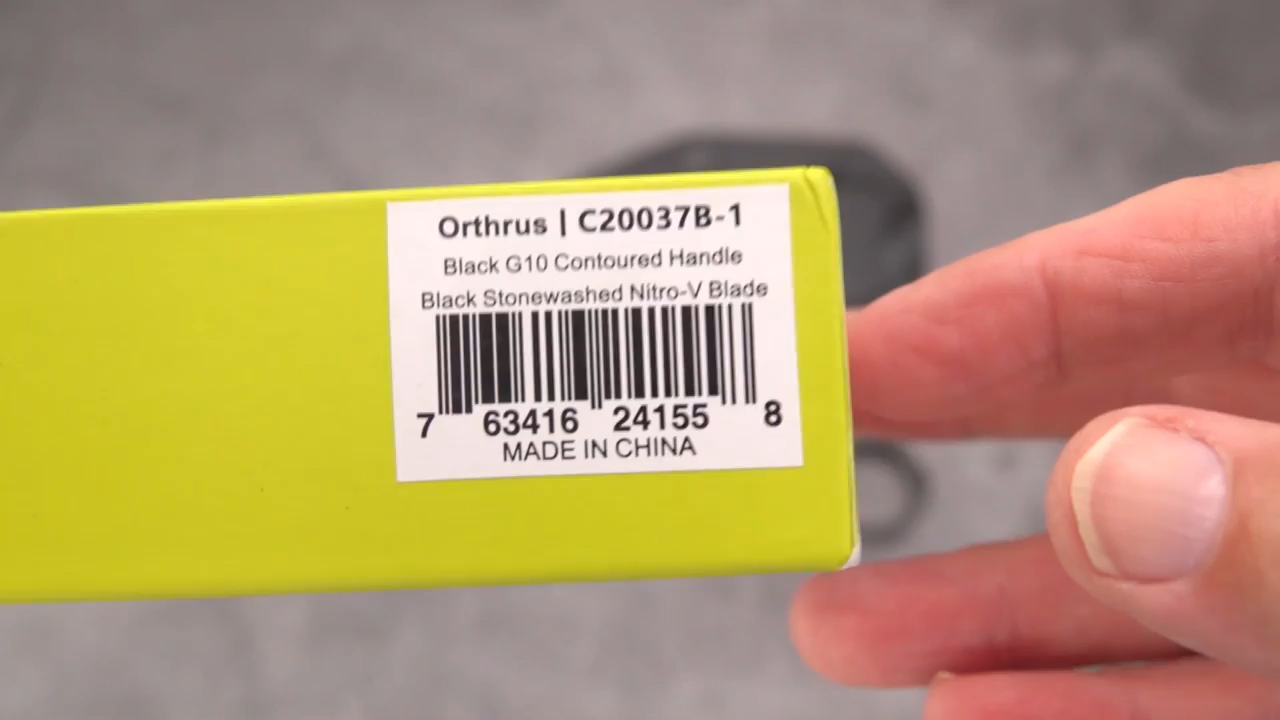 Orthrus | C20037B-1
Black G10 Contoured Handle
Black Stonewashed Nitro-V Blade
7 63416 24155 8
MADE IN CHINA